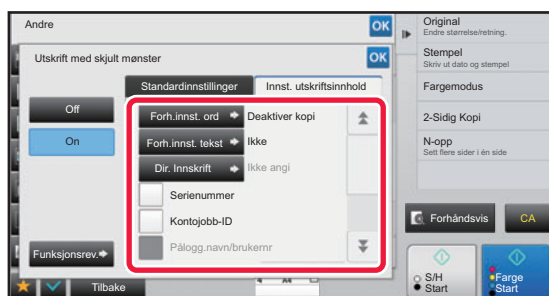 Andre
OK
Utskrift med skjult mønster
OK
Standardinnstillinger
Innst. utskriftsinnhold
Off
On
Forh.innst. ord
Deaktiver kopi
Forh.innst. tekst
Ikke
Dir. Innskrift
Ikke angi
Serienummer
Kontojobb-ID
Pålogg.navn/brukernr
Funksjonsrev.
Tilbake
A4
Original
Endre størrelse/retning.
Stempel
Skriv ut dato og stempel
Fargemodus
2-Sidig Kopi
N-opp
Sett flere sider i én side
Forhåndsvis
CA
S/H
Start
Farge
Start